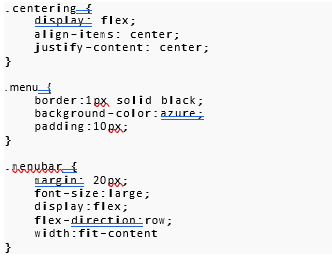 .centering {
display: flex;
align-items: center;
justify-content: center;
}
.menu {
border:1px solid black;
background-color:azure;
padding:10px;
}
.menubar {
margin: 20px;
font-size:large;
display:flex;
flex-direction:row;
width:fit-content
}